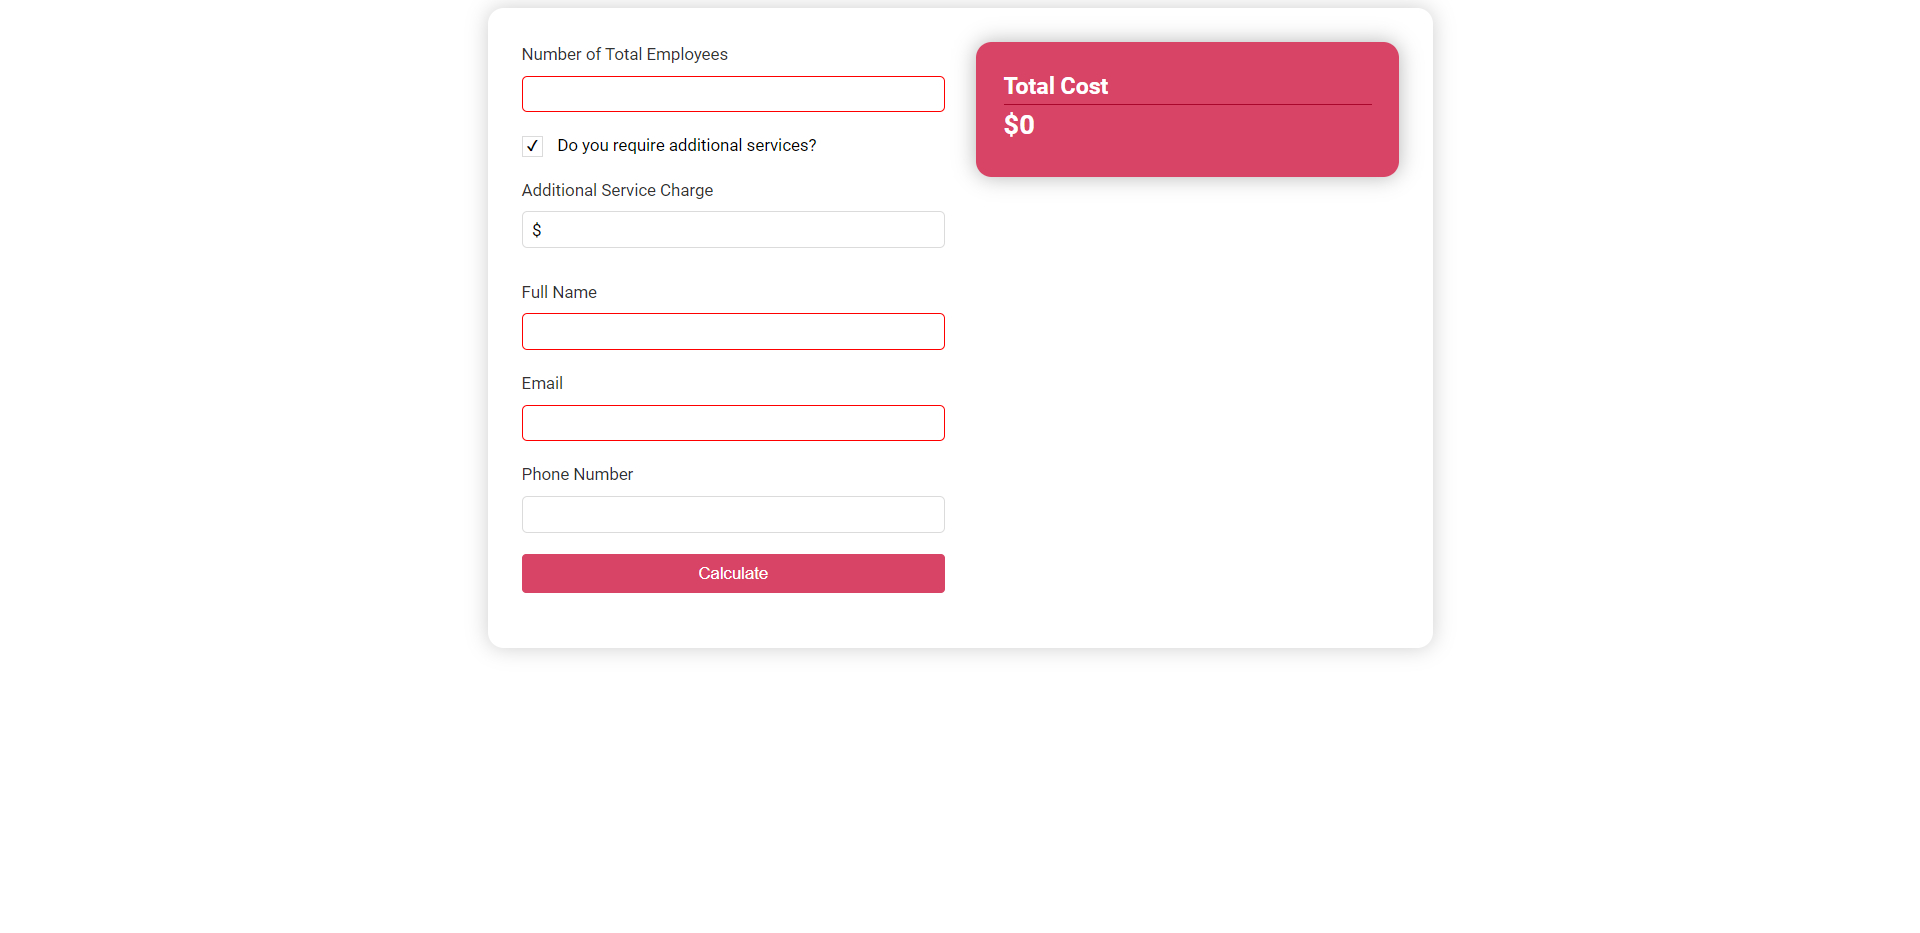 Number of Total Employees
Do you require additional services?
Additional Service Charge
$
Full Name
Email
Phone Number
Calculate
Total Cost
$0